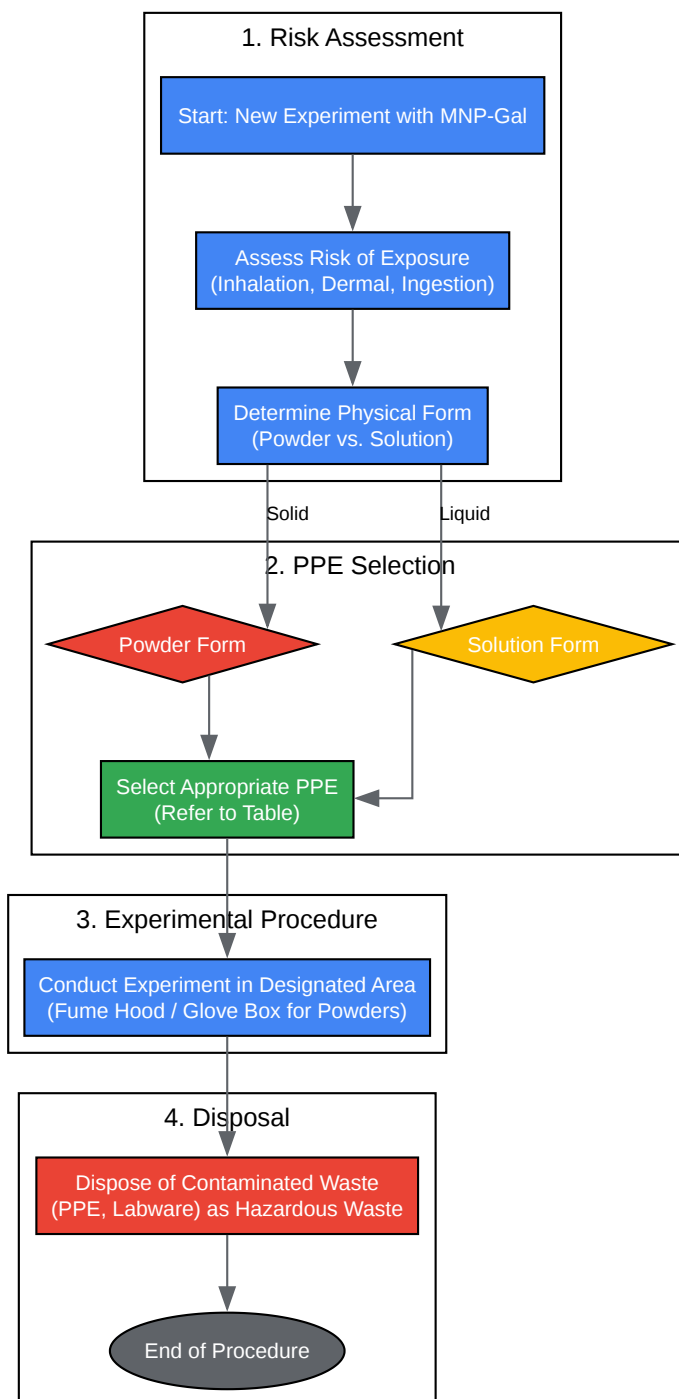 1. Risk Assessment
Start: New Experiment with MNP-Gal
Assess Risk of Exposure
(Inhalation, Dermal, Ingestion)
Determine Physical Form
(Powder vs. Solution)
Solid
Liquid
2. PPE Selection
Powder Form
Solution Form
Select Appropriate PPE
(Refer to Table)
3. Experimental Procedure
Conduct Experiment in Designated Area
(Fume Hood / Glove Box for Powders)
4. Disposal
Dispose of Contaminated Waste
(PPE, Labware) as Hazardous Waste
End of Procedure